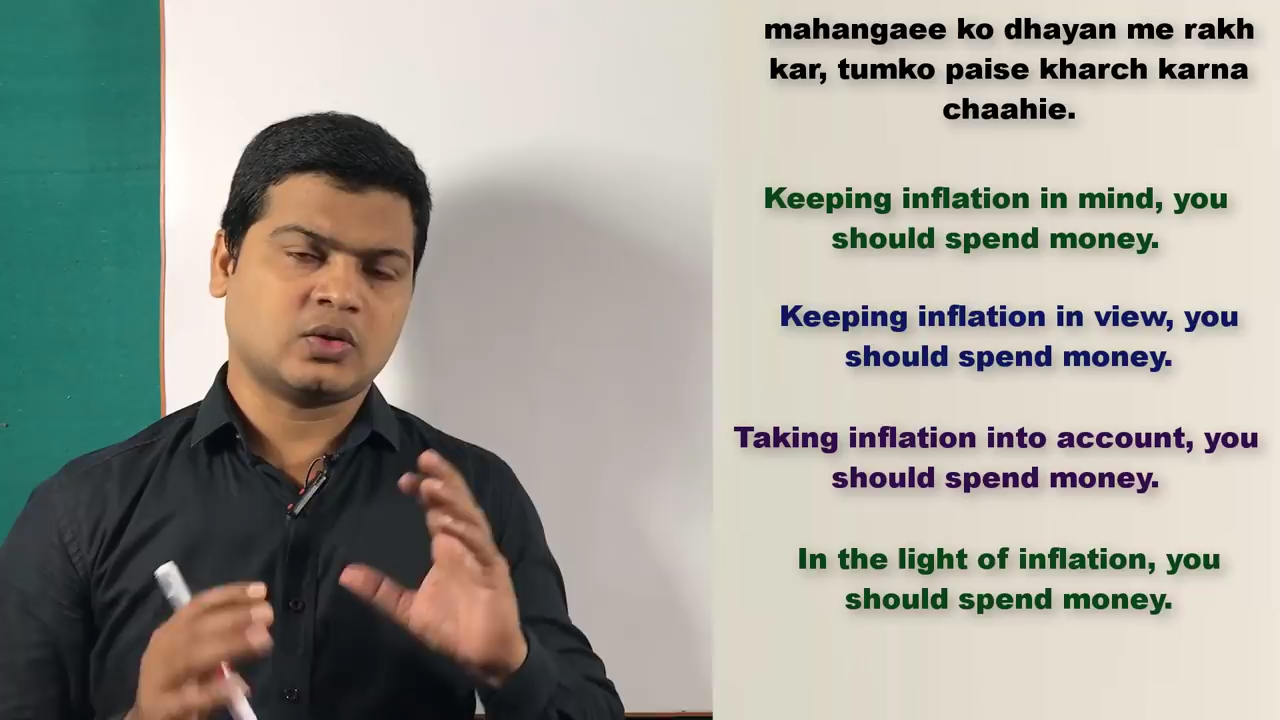 mahangaee ko dhayan me rakh
kar, tumko paise kharch karna
chaahie.
Keeping inflation in mind, you
should spend money.
Keeping inflation in view, you
should spend money.
Taking inflation into account, you
should spend money.
In the light of inflation, you
should spend money.